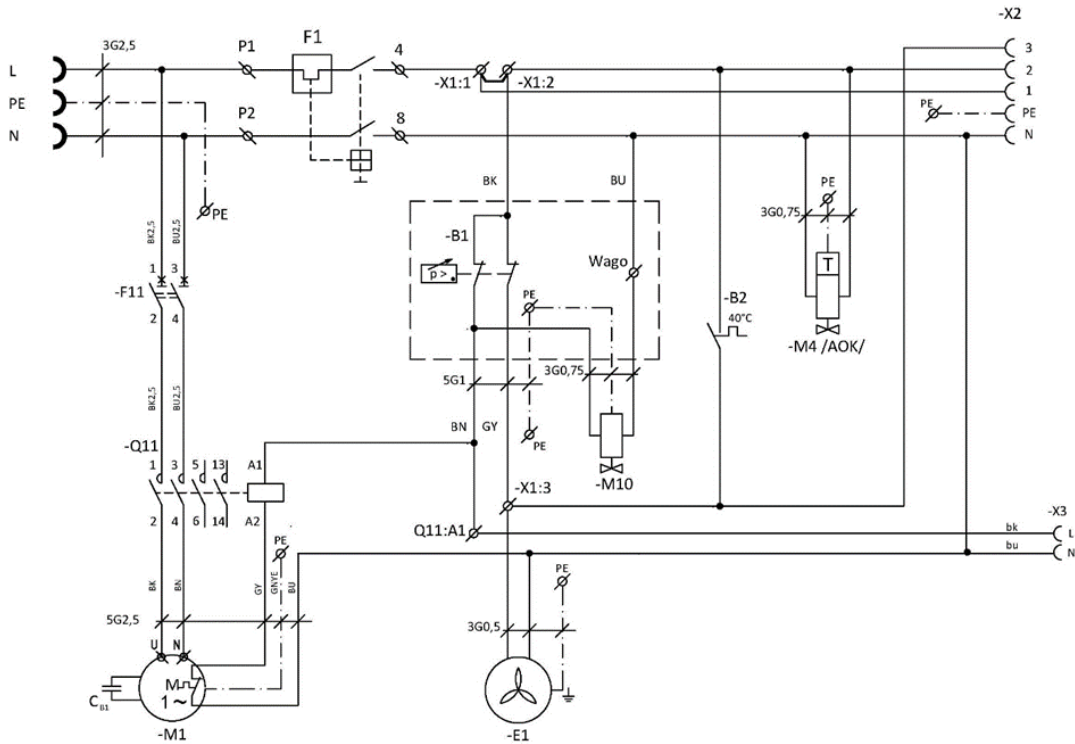 -X2
3G2,5
P1
F1
4
3
L
-X1:1
-X1:2
2
1
PE
PE
PE
N
P2
8
N
PE
BK
BU
PE
3G0,75
BK2,5
BU2,5
-B1
p >
Wago
T
1
3
-F11
2
4
PE
-B2
40°C
-M4 /AOK/
5G1
3G0,75
BK2,5
BU2,5
BN
GY
PE
-Q11
1
3
5
13
A1
-M10
-X1:3
2
4
6
14
A2
Q11:A1
-X3
bk
L
bu
N
PE
PE
BK
BN
GY
GNYE
BU
5G2,5
3G0,5
U
N
M
1 ~
C B1
-M1
-E1